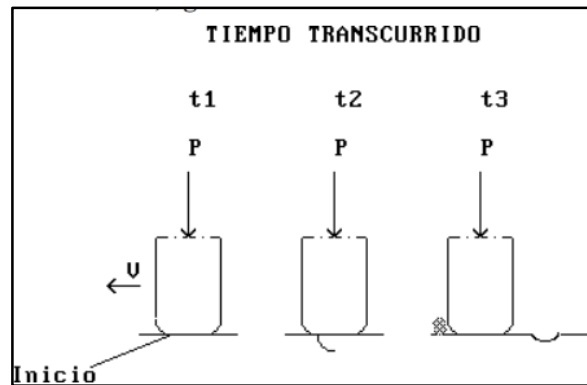 TIEMPO TRANSCURRIDO
t1 t2 t3
P P P
V
Inicio